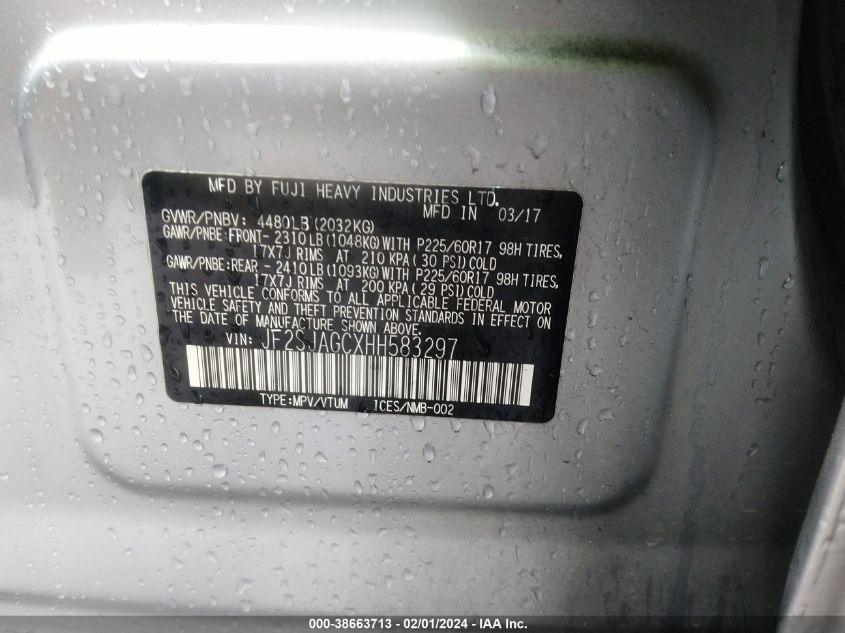 MFD BY FUJI HEAVY INDUSTRIES LTD.
MFD IN 03/17
GVWR/PNBV: 4480LB(2032KG)
GAWR/PNBE:FRONT- 2310LB(1048KG)WITH P225/60R17 98H TIRES,
17X7J RIMS AT 210 KPA( 30 PSI)COLD
GAWR/PNBE:REAR - 2410LB(1093KG)WITH P225/60R17 98H TIRES,
17X7J RIMS AT 200 KPA( 29 PSI)COLD
THIS VEHICLE CONFORMS TO ALL APPLICABLE FEDERAL MOTOR
VEHICLE SAFETY AND THEFT PREVENTION STANDARDS IN EFFECT ON
THE DATE OF MANUFACTURE SHOWN ABOVE.
VIN: JF2SJAGCXHH583297
TYPE:MPV/VTUM ICES/NMB-002
000-38663713 - 02/01/2024 - IAA Inc.